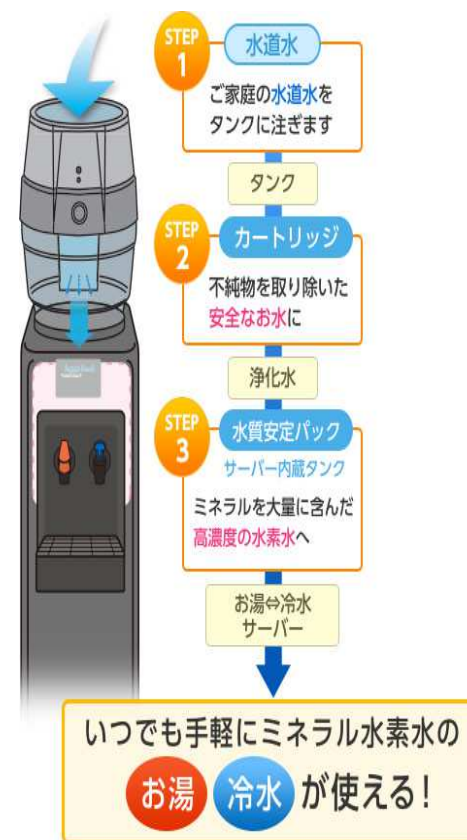 STEP
1
水道水
ご家庭の水道水を
タンクに注ぎます
タンク
STEP
2
カートリッジ
不純物を取り除いた
安全なお水に
浄化水
STEP
3
水質安定パック
サーバー内蔵タンク
ミネラルを大量に含んだ
高濃度の水素水へ
お湯⇔冷水
サーバー
いつでも手軽にミネラル水素水の
お湯 冷水 が使える!